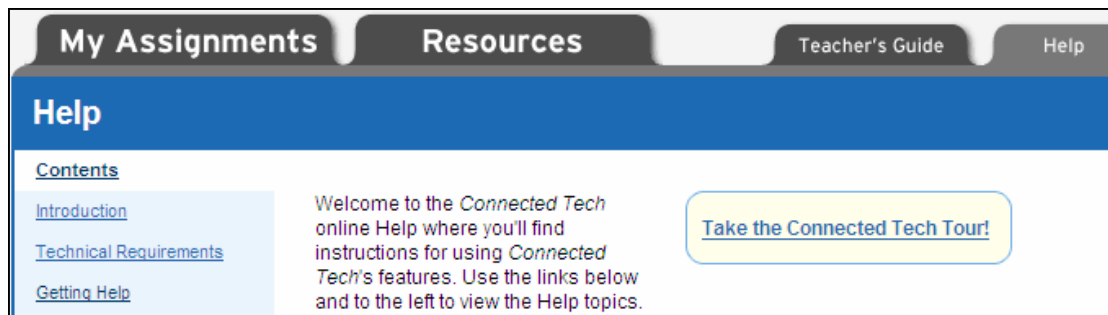 My Assignments Resources Teacher's Guide Help
Help
Contents
Introduction
Technical Requirements
Getting Help
Welcome to the Connected Tech
online Help where you'll find
instructions for using Connected
Tech's features. Use the links below
and to the left to view the Help topics.
Take the Connected Tech Tour!